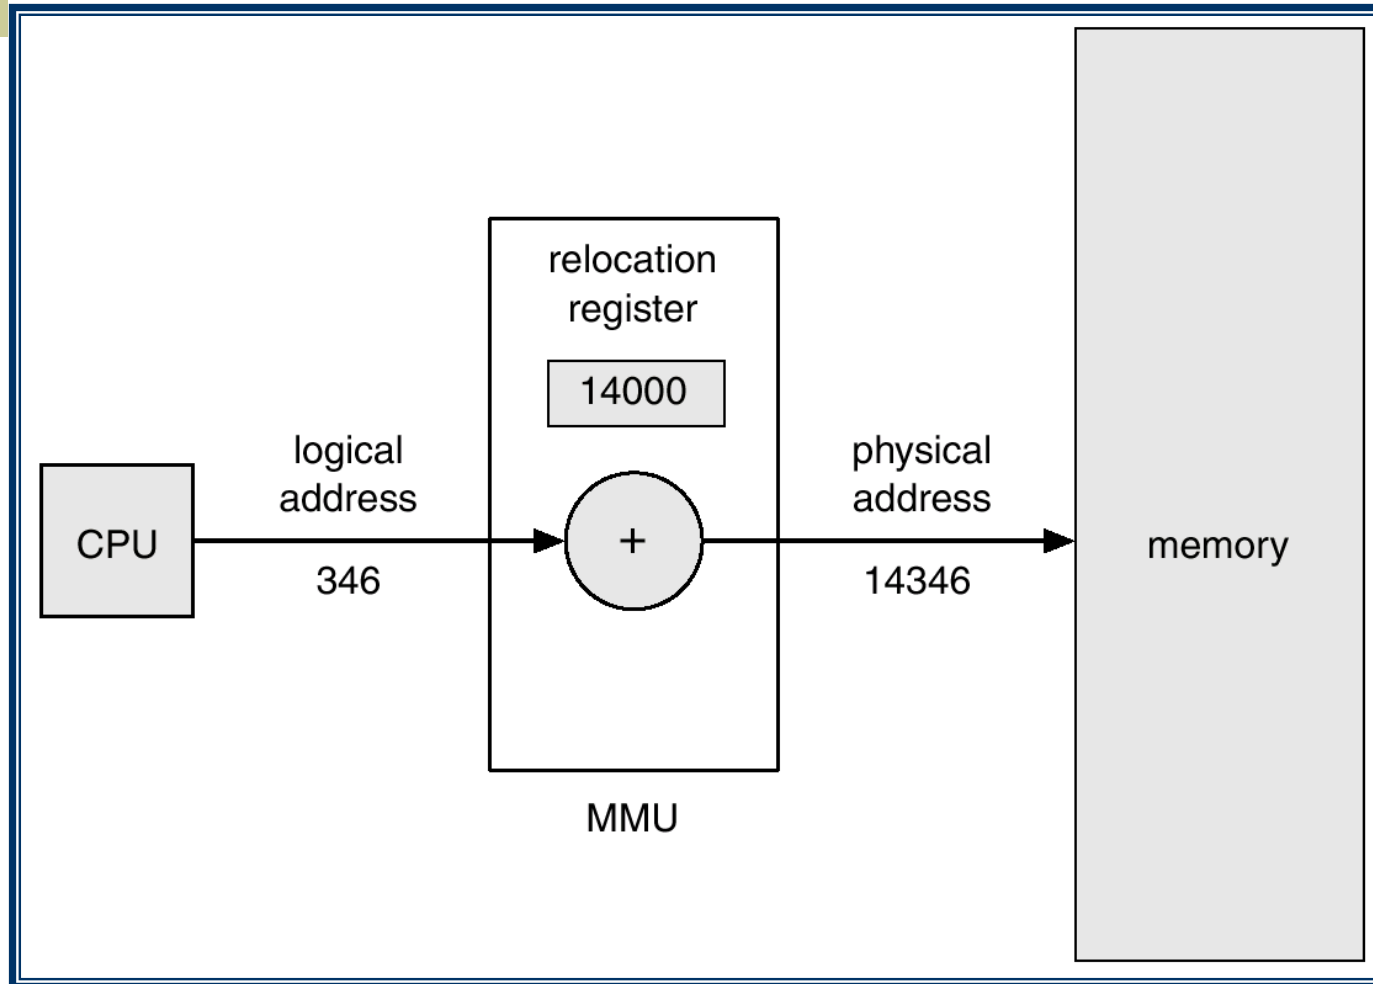 relocation
register
14000
logical
address
346
CPU
+
physical
address
14346
memory
MMU